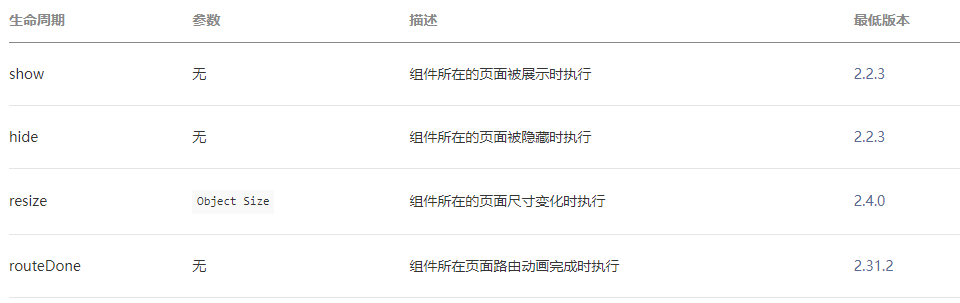 生命周期 参数 描述 最低版本
show 无 组件所在的页面被展示时执行 2.2.3
hide 无 组件所在的页面被隐藏时执行 2.2.3
resize Object Size 组件所在的页面尺寸变化时执行 2.4.0
routeDone 无 组件所在页面路由动画完成时执行 2.31.2